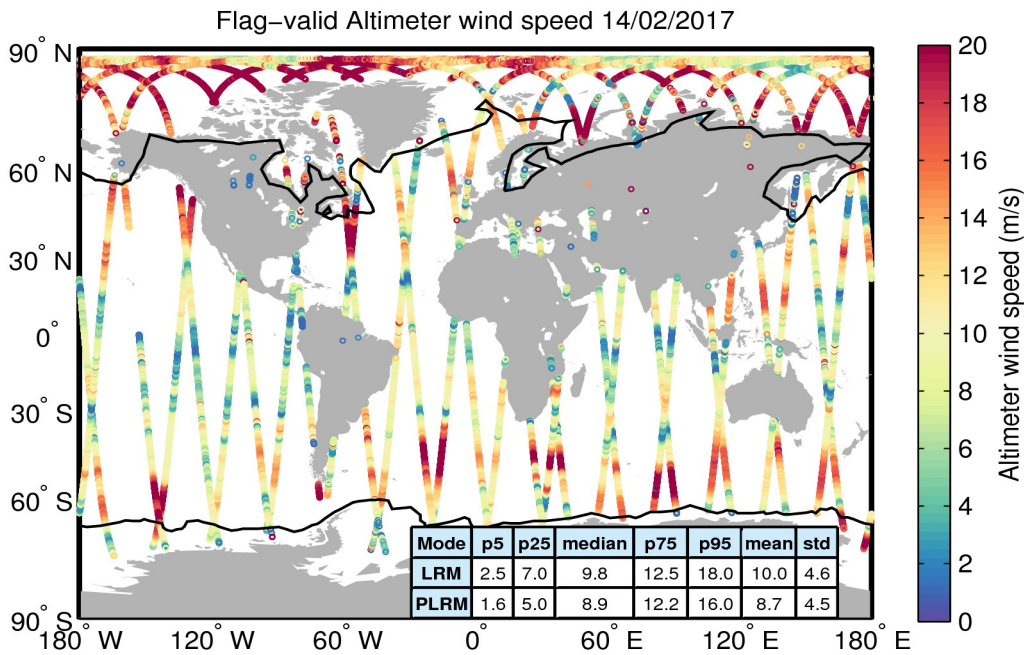 Flag−valid Altimeter wind speed 14/02/2017
90° N
60° N
30° N
0°
30° S
60° S
90° S
180° W
120° W
60° W
0°
60° E
120° E
180° E
Mode p5 p25 median p75 p95 mean std
LRM 2.5 7.0 9.8 12.5 18.0 10.0 4.6
PLRM 1.6 5.0 8.9 12.2 16.0 8.7 4.5
20
18
16
14
12
10
8
6
4
2
0
Altimeter wind speed (m/s)